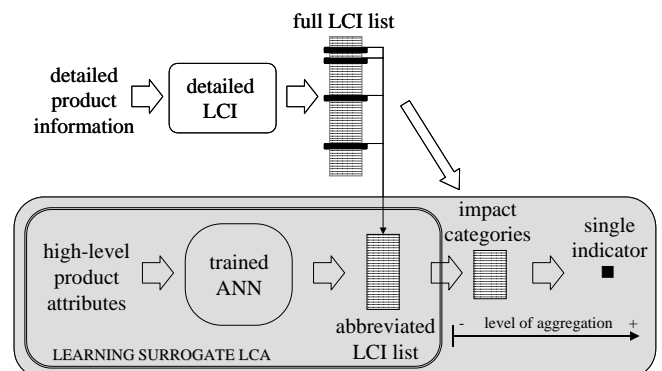 full LCI list
detailed
product
information
detailed
LCI
high-level
product
attributes
trained
ANN
abbreviated
LCI list
impact
categories
single
indicator
- level of aggregation +
LEARNING SURROGATE LCA